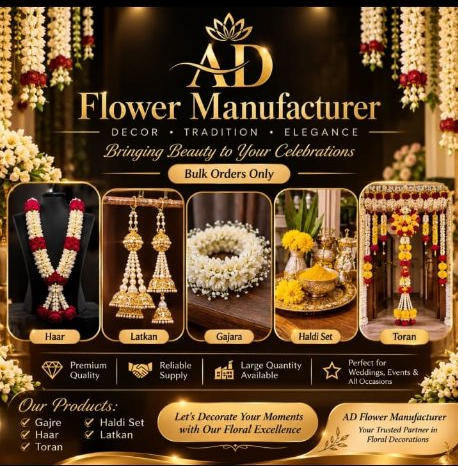 AD
Flower Manufacturer
DECOR • TRADITION • ELEGANCE
Bringing Beauty to Your Celebrations
Bulk Orders Only
Haar
Latkan
Gajara
Haldi Set
Toran
Premium
Quality
Reliable
Supply
Large Quantity
Available
Perfect for
Weddings, Events &
All Occasions
Our Products:
✓ Gajre
✓ Haar
✓ Toran
✓ Haldi Set
✓ Latkan
Let's Decorate Your Moments
with Our Floral Excellence
AD Flower Manufacturer
Your Trusted Partner in
Floral Decorations